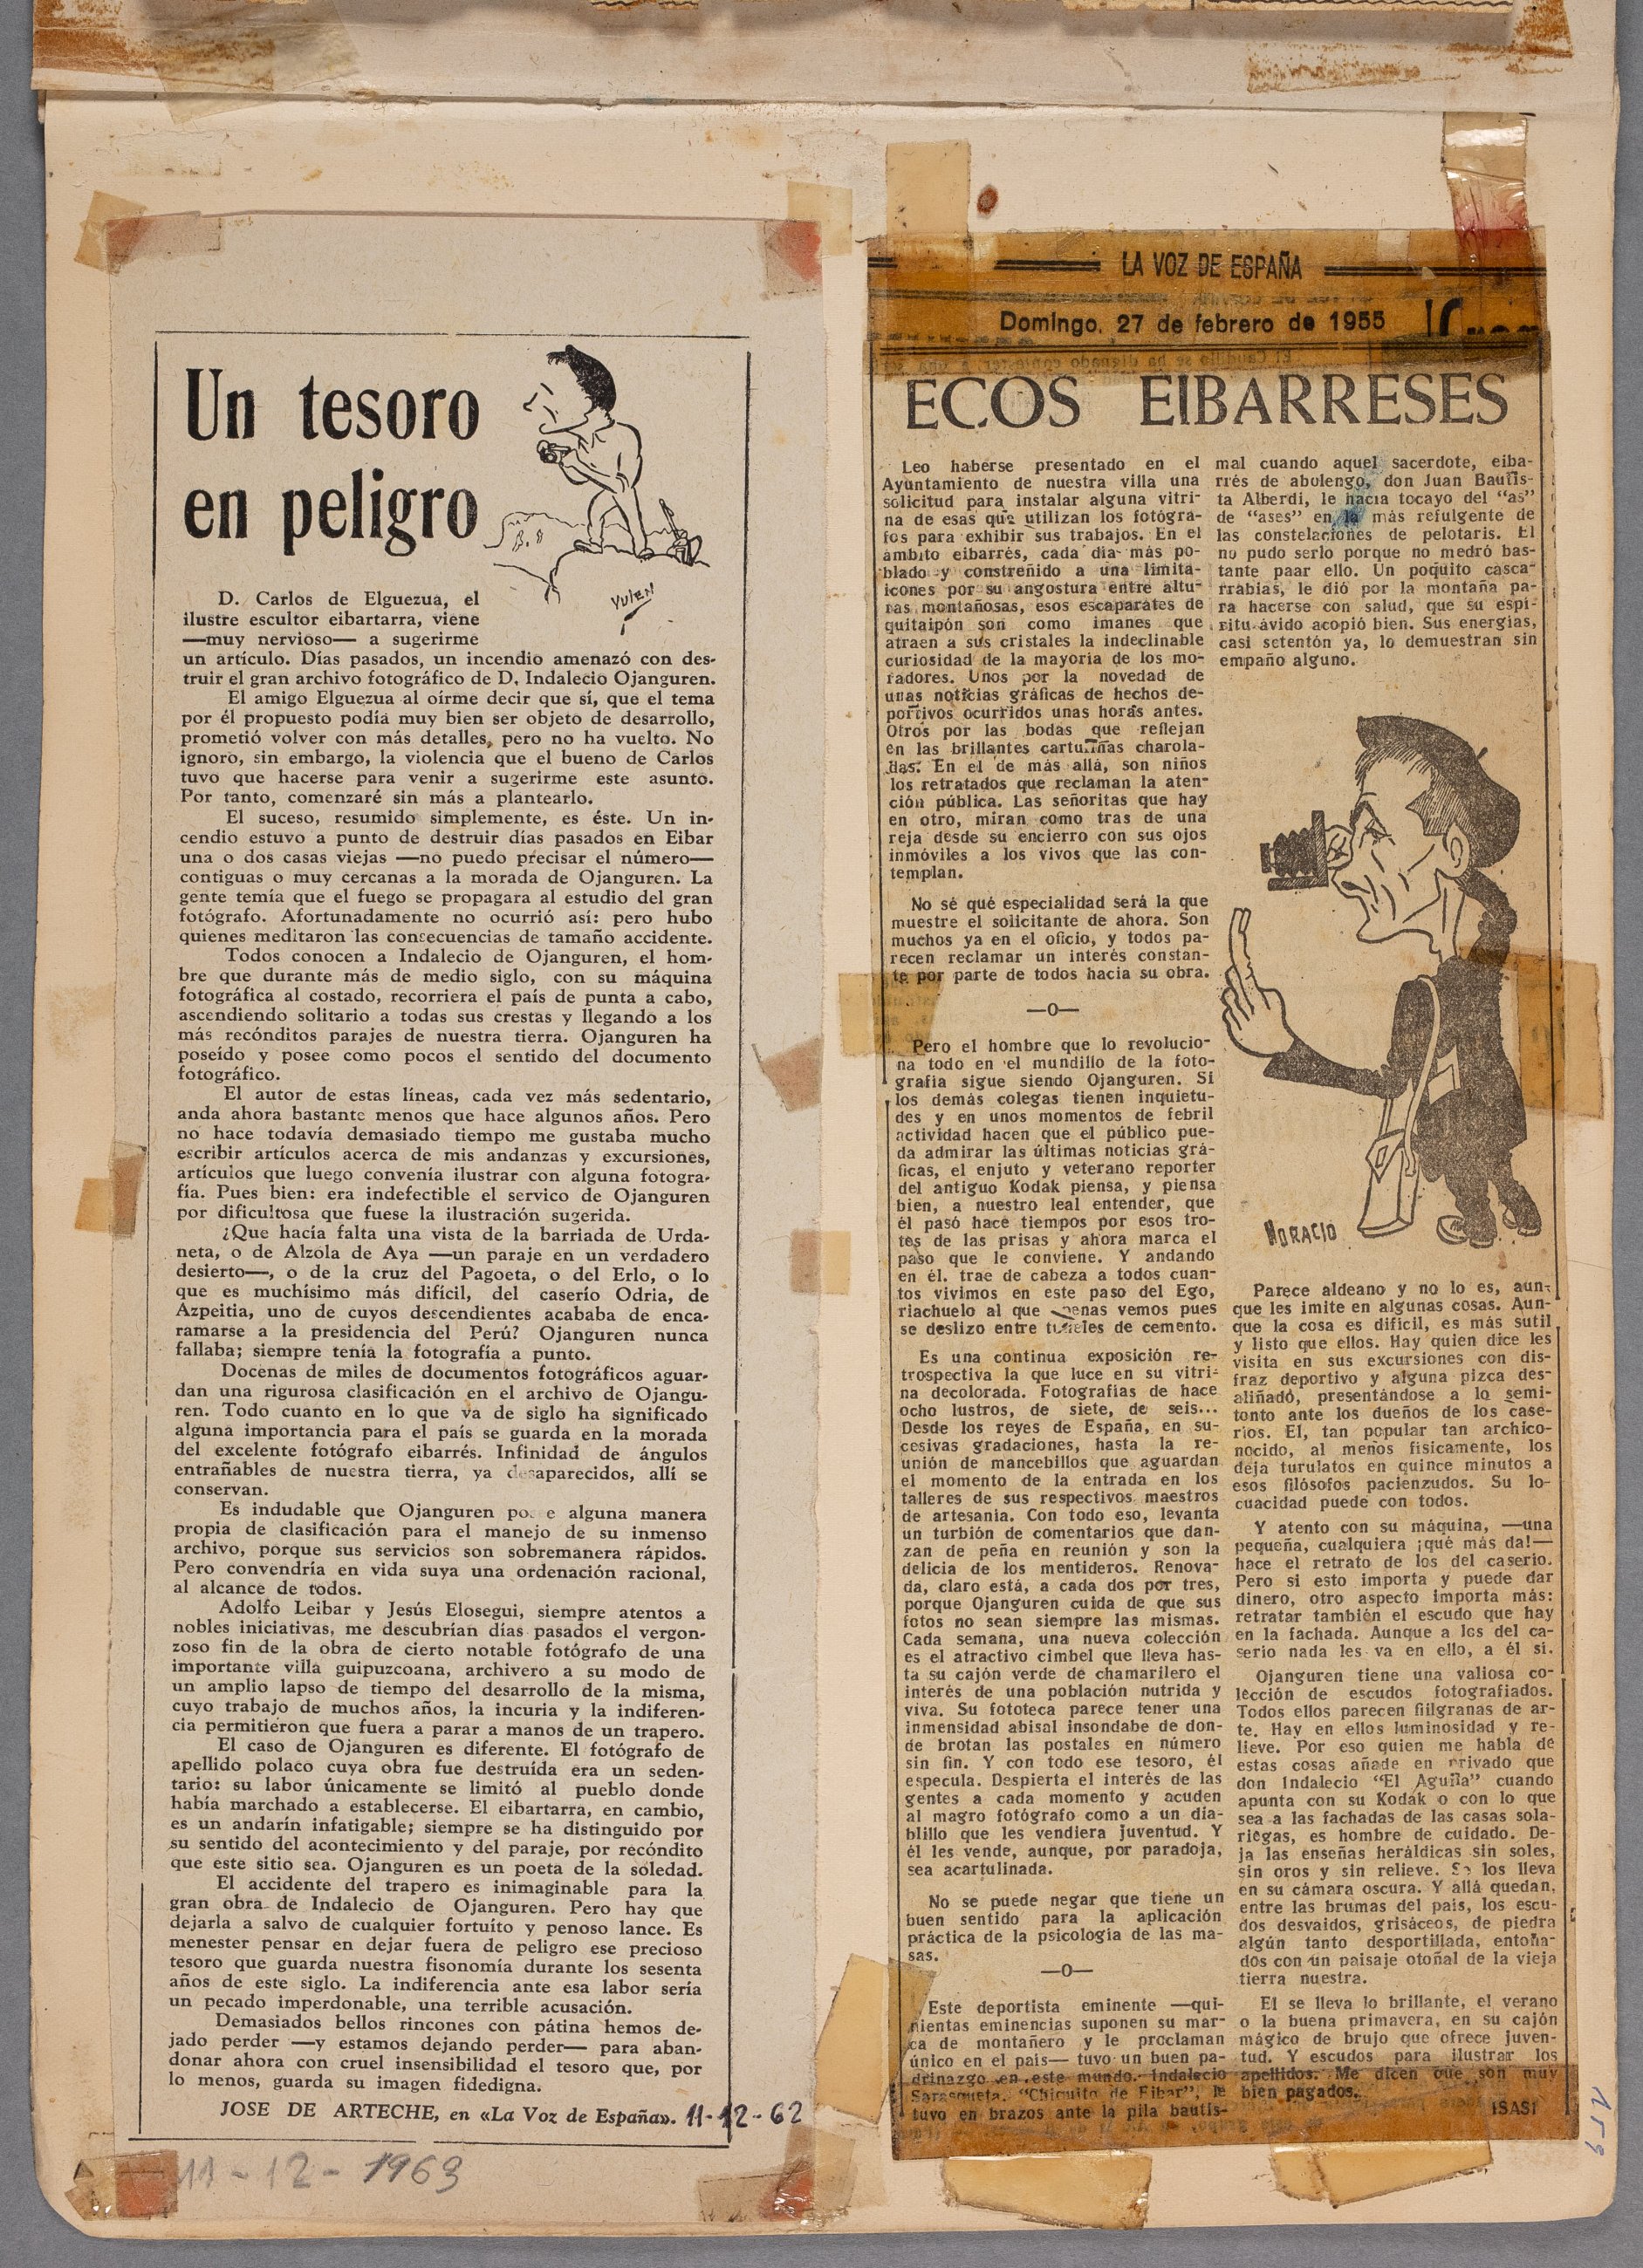 Un tesoro
en peligro
D. Carlos de Elguezua, el
ilustre escultor eibartarra, viene
—muy nervioso— a sugerirme
un artículo. Días pasados, un incendio amenazó con des-
truir el gran archivo fotográfico de D. Indalecio Ojanguren.
El amigo Elguezua al oírme decir que sí, que el tema
por él propuesto podía muy bien ser objeto de desarrollo,
prometió volver con más detalles, pero no ha vuelto. No
ignoro, sin embargo, la violencia que el bueno de Carlos
tuvo que hacerse para venir a sugerirme este asunto.
Por tanto, comenzaré sin más a plantearlo.
El suceso, resumido simplemente, es éste. Un in-
cendio estuvo a punto de destruir días pasados en Eibar
una o dos casas viejas —no puedo precisar el número—
contiguas o muy cercanas a la morada de Ojanguren. La
gente temía que el fuego se propagara al estudio del gran
fotógrafo. Afortunadamente no ocurrió así: pero hubo
quienes meditaron las consecuencias de tamaño accidente.
Todos conocen a Indalecio de Ojanguren, el hom-
bre que durante más de medio siglo, con su máquina
fotográfica al costado, recorriera el país de punta a cabo,
ascendiendo solitario a todas sus crestas y llegando a los
más recónditos parajes de nuestra tierra. Ojanguren ha
poseído y posee como pocos el sentido del documento
fotográfico.
El autor de estas líneas, cada vez más sedentario,
anda ahora bastante menos que hace algunos años. Pero
no hace todavía demasiado tiempo me gustaba mucho
escribir artículos acerca de mis andanzas y excursiones,
artículos que luego convenía ilustrar con alguna fotogra-
fía. Pues bien: era indefectible el servico de Ojanguren
por dificultosa que fuese la ilustración sugerida.
¿Que hacía falta una vista de la barriada de Urda-
neta, o de Alzola de Aya —un paraje en un verdadero
desierto—, o de la cruz del Pagoeta, o del Erlo, o lo
que es muchísimo más difícil, del caserío Odria, de
Azpeitia, uno de cuyos descendientes acababa de enca-
ramarse a la presidencia del Perú? Ojanguren nunca
fallaba; siempre tenía la fotografía a punto.
Docenas de miles de documentos fotográficos aguar-
dan una rigurosa clasificación en el archivo de Ojangu-
ren. Todo cuanto en lo que va de siglo ha significado
alguna importancia para el país se guarda en la morada
del excelente fotógrafo eibarrés. Infinidad de ángulos
entrañables de nuestra tierra, ya desaparecidos, allí se
conservan.
Es indudable que Ojanguren posee alguna manera
propia de clasificación para el manejo de su inmenso
archivo, porque sus servicios son sobremanera rápidos.
Pero convendría en vida suya una ordenación racional,
al alcance de todos.
Adolfo Leibar y Jesús Elosegui, siempre atentos a
nobles iniciativas, me descubrían días pasados el vergon-
zoso fin de la obra de cierto notable fotógrafo de una
importante villa guipuzcoana, archivero a su modo de
un amplio lapso de tiempo del desarrollo de la misma,
cuyo trabajo de muchos años, la incuria y la indiferen-
cia permitieron que fuera a parar a manos de un trapero.
El caso de Ojanguren es diferente. El fotógrafo de
apellido polaco cuya obra fue destruída era un seden-
tario: su labor únicamente se limitó al pueblo donde
había marchado a establecerse. El eibartarra, en cambio,
es un andarín infatigable; siempre se ha distinguido por
su sentido del acontecimiento y del paraje, por recóndito
que este sitio sea. Ojanguren es un poeta de la soledad.
El accidente del trapero es inimaginable para la
gran obra de Indalecio de Ojanguren. Pero hay que
dejarla a salvo de cualquier fortuíto y penoso lance. Es
menester pensar en dejar fuera de peligro ese precioso
tesoro que guarda nuestra fisonomía durante los sesenta
años de este siglo. La indiferencia ante esa labor sería
un pecado imperdonable, una terrible acusación.
Demasiados bellos rincones con pátina hemos de-
jado perder —y estamos dejando perder— para aban-
donar ahora con cruel insensibilidad el tesoro que, por
lo menos, guarda su imagen fidedigna.
JOSE DE ARTECHE, en «La Voz de España». 11-12-62
11-12-1963
LA VOZ DE ESPAÑA
Domingo, 27 de febrero de 1955
ECOS EIBARRESES
Leo haberse presentado en el
Ayuntamiento de nuestra villa una
solicitud para instalar alguna vitri-
na de esas que utilizan los fotógra-
fos para exhibir sus trabajos. En el
ámbito eibarrés, cada día más po-
blado y constreñido a una limita-
icones por su angostura entre altu-
ras montañosas, esos escaparates de
quitaipón son como imanes que
atraen a sus cristales la indeclinable
curiosidad de la mayoría de los mo-
radores. Unos por la novedad de
unas noticias gráficas de hechos de-
portivos ocurridos unas horas antes.
Otros por las bodas que reflejan
en las brillantes cartulinas charola-
das. En el de más allá, son niños
los retratados que reclaman la aten-
ción pública. Las señoritas que hay
en otro, miran como tras de una
reja desde su encierro con sus ojos
inmóviles a los vivos que las con-
templan.
No sé qué especialidad será la que
muestre el solicitante de ahora. Son
muchos ya en el oficio, y todos pa-
recen reclamar un interés constan-
te por parte de todos hacia su obra.
—o—
Pero el hombre que lo revolucio-
na todo en el mundillo de la foto-
grafía sigue siendo Ojanguren. Si
los demás colegas tienen inquietu-
des y en unos momentos de febril
actividad hacen que el público pue-
da admirar las últimas noticias grá-
ficas, el enjuto y veterano reporter
del antiguo Kodak piensa, y piensa
bien, a nuestro leal entender, que
él pasó hace tiempos por esos tro-
tes de las prisas y ahora marca el
paso que le conviene. Y andando
en él. trae de cabeza a todos cuan-
tos vivimos en este paso del Ego,
riachuelo al que apenas vemos pues
se deslizo entre tuneles de cemento.
Es una continua exposición re-
trospectiva la que luce en su vitri-
na decolorada. Fotografías de hace
ocho lustros, de siete, de seis...
Desde los reyes de España, en su-
cesivas gradaciones, hasta la re-
unión de mancebillos que aguardan
el momento de la entrada en los
talleres de sus respectivos maestros
de artesanía. Con todo eso, levanta
un turbión de comentarios que dan-
zan de peña en reunión y son la
delicia de los mentideros. Renova-
da, claro está, a cada dos por tres,
porque Ojanguren cuida de que sus
fotos no sean siempre las mismas.
Cada semana, una nueva colección
es el atractivo cimbel que lleva has-
ta su cajón verde de chamarilero el
interés de una población nutrida y
viva. Su fototeca parece tener una
inmensidad abisal insondabe de don-
de brotan las postales en número
sin fin. Y con todo ese tesoro, él
especula. Despierta el interés de las
gentes a cada momento y acuden
al magro fotógrafo como a un dia-
blillo que les vendiera juventud. Y
él les vende, aunque, por paradoja,
sea acartulinada.
No se puede negar que tiene un
buen sentido para la aplicación
práctica de la psicología de las ma-
sas.
—o—
Este deportista eminente —qui-
nientas eminencias suponen su mar-
ca de montañero y le proclaman
único en el país— tuvo un buen pa-
drinazgo en este mundo. Indalecio
Sarasqueta, "Chiquito de Eibar", le
tuvo en brazos ante la pila bautis-
mal cuando aquel sacerdote, eiba-
rrés de abolengo, don Juan Bautis-
ta Alberdi, le hacía tocayo del "as"
de "ases" en la más refulgente de
las constelaciones de pelotaris. El
no pudo serlo porque no medró bas-
tante paar ello. Un poquito casca-
rrabias, le dió por la montaña pa-
ra hacerse con salud, que su espí-
ritu ávido acopió bien. Sus energías,
casi setentón ya, lo demuestran sin
empaño alguno.
HORACIO
Parece aldeano y no lo es, aun-
que les imite en algunas cosas. Aun-
que la cosa es difícil, es más sutil
y listo que ellos. Hay quien dice les
visita en sus excursiones con dis-
fraz deportivo y alguna pizca des-
aliñado, presentándose a lo semi-
tonto ante los dueños de los case-
ríos. El, tan popular tan archico-
nocido, al menos físicamente, los
deja turulatos en quince minutos a
esos filósofos pacienzudos. Su lo-
cuacidad puede con todos.
Y atento con su máquina, —una
pequeña, cualquiera ¡qué más da!—
hace el retrato de los del caserío.
Pero si esto importa y puede dar
dinero, otro aspecto importa más:
retratar también el escudo que hay
en la fachada. Aunque a los del ca-
serío nada les va en ello, a él sí.
Ojanguren tiene una valiosa co-
lección de escudos fotografiados.
Todos ellos parecen fiilgranas de ar-
te. Hay en ellos luminosidad y re-
lieve. Por eso quien me habla de
estas cosas añade en privado que
don Indalecio "El Aguila" cuando
apunta con su Kodak o con lo que
sea a las fachadas de las casas sola-
riegas, es hombre de cuidado. De-
ja las enseñas heráldicas sin soles,
sin oros y sin relieve. Se los lleva
en su cámara oscura. Y allá quedan,
entre las brumas del país, los escu-
dos desvaidos, grisáceos, de piedra
algún tanto desportillada, entoña-
dos con un paisaje otoñal de la vieja
tierra nuestra.
El se lleva lo brillante, el verano
o la buena primavera, en su cajón
mágico de brujo que ofrece juven-
tud. Y escudos para ilustrar los
apellidos. Me dicen que son muy
bien pagados.
ISASI
159